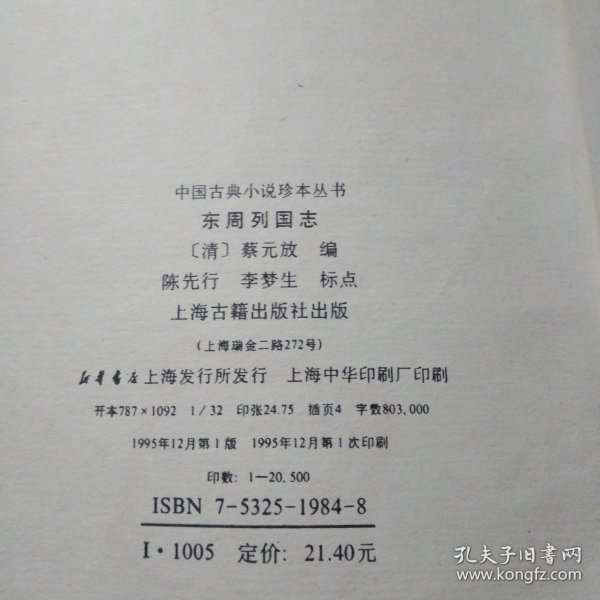 中国古典小说珍本丛书
东周列国志
〔清〕蔡元放 编
陈先行 李梦生 标点
上海古籍出版社出版
(上海瑞金二路272号)
新华书店上海发行所发行 上海中华印刷厂印刷
开本787×1092 1/32 印张24.75 插页4 字数803,000
1995年12月第1版 1995年12月第1次印刷
印数: 1—20,500
ISBN 7-5325-1984-8
I·1005 定价: 21.40元
孔夫子旧书网
www.kongfz.com